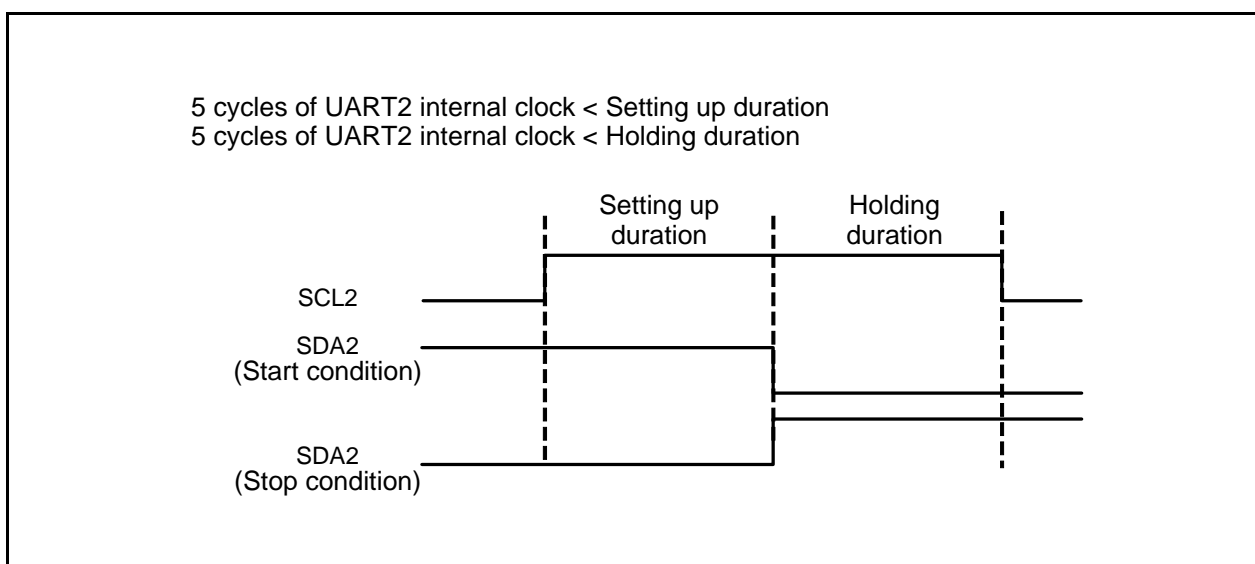 5 cycles of UART2 internal clock < Setting up duration
5 cycles of UART2 internal clock < Holding duration
Setting up
duration
Holding
duration
SCL2
SDA2
(Start condition)
SDA2
(Stop condition)